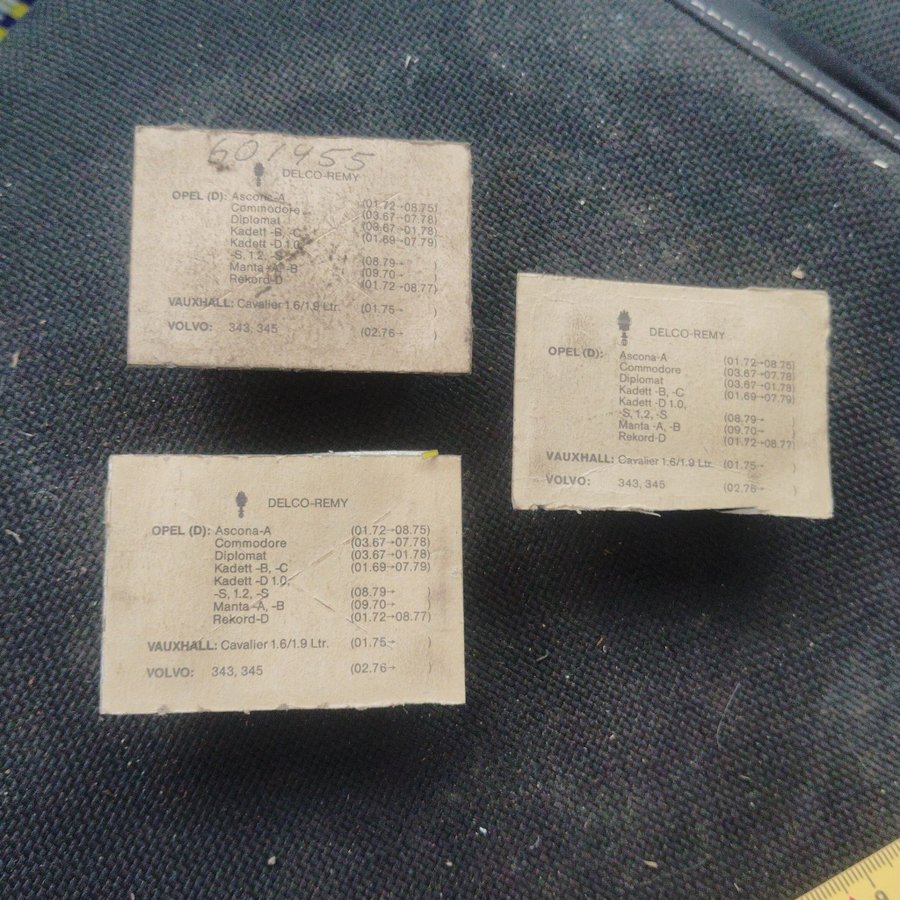 601455
DELCO-REMY
OPEL (D): Ascona-A (01.72→08.75)
Commodore (03.67→07.78)
Diplomat (03.67→01.78)
Kadett -B, -C (01.69→07.79)
Kadett -D 1.0,
-S, 1.2, -S (08.79→ )
Manta -A, -B (09.70→ )
Rekord-D (01.72→08.77)
VAUXHALL: Cavalier 1.6/1.9 Ltr. (01.75→ )
VOLVO: 343, 345 (02.76→ )
DELCO-REMY
OPEL (D): Ascona-A (01.72→08.75)
Commodore (03.67→07.78)
Diplomat (03.67→01.78)
Kadett -B, -C (01.69→07.79)
Kadett -D 1.0,
-S, 1.2, -S (08.79→ )
Manta -A, -B (09.70→ )
Rekord-D (01.72→08.77)
VAUXHALL: Cavalier 1.6/1.9 Ltr. (01.75→ )
VOLVO: 343, 345 (02.76→ )
DELCO-REMY
OPEL (D): Ascona-A (01.72→08.75)
Commodore (03.67→07.78)
Diplomat (03.67→01.78)
Kadett -B, -C (01.69→07.79)
Kadett -D 1.0,
-S, 1.2, -S (08.79→ )
Manta -A, -B (09.70→ )
Rekord-D (01.72→08.77)
VAUXHALL: Cavalier 1.6/1.9 Ltr. (01.75→ )
VOLVO: 343, 345 (02.76→ )